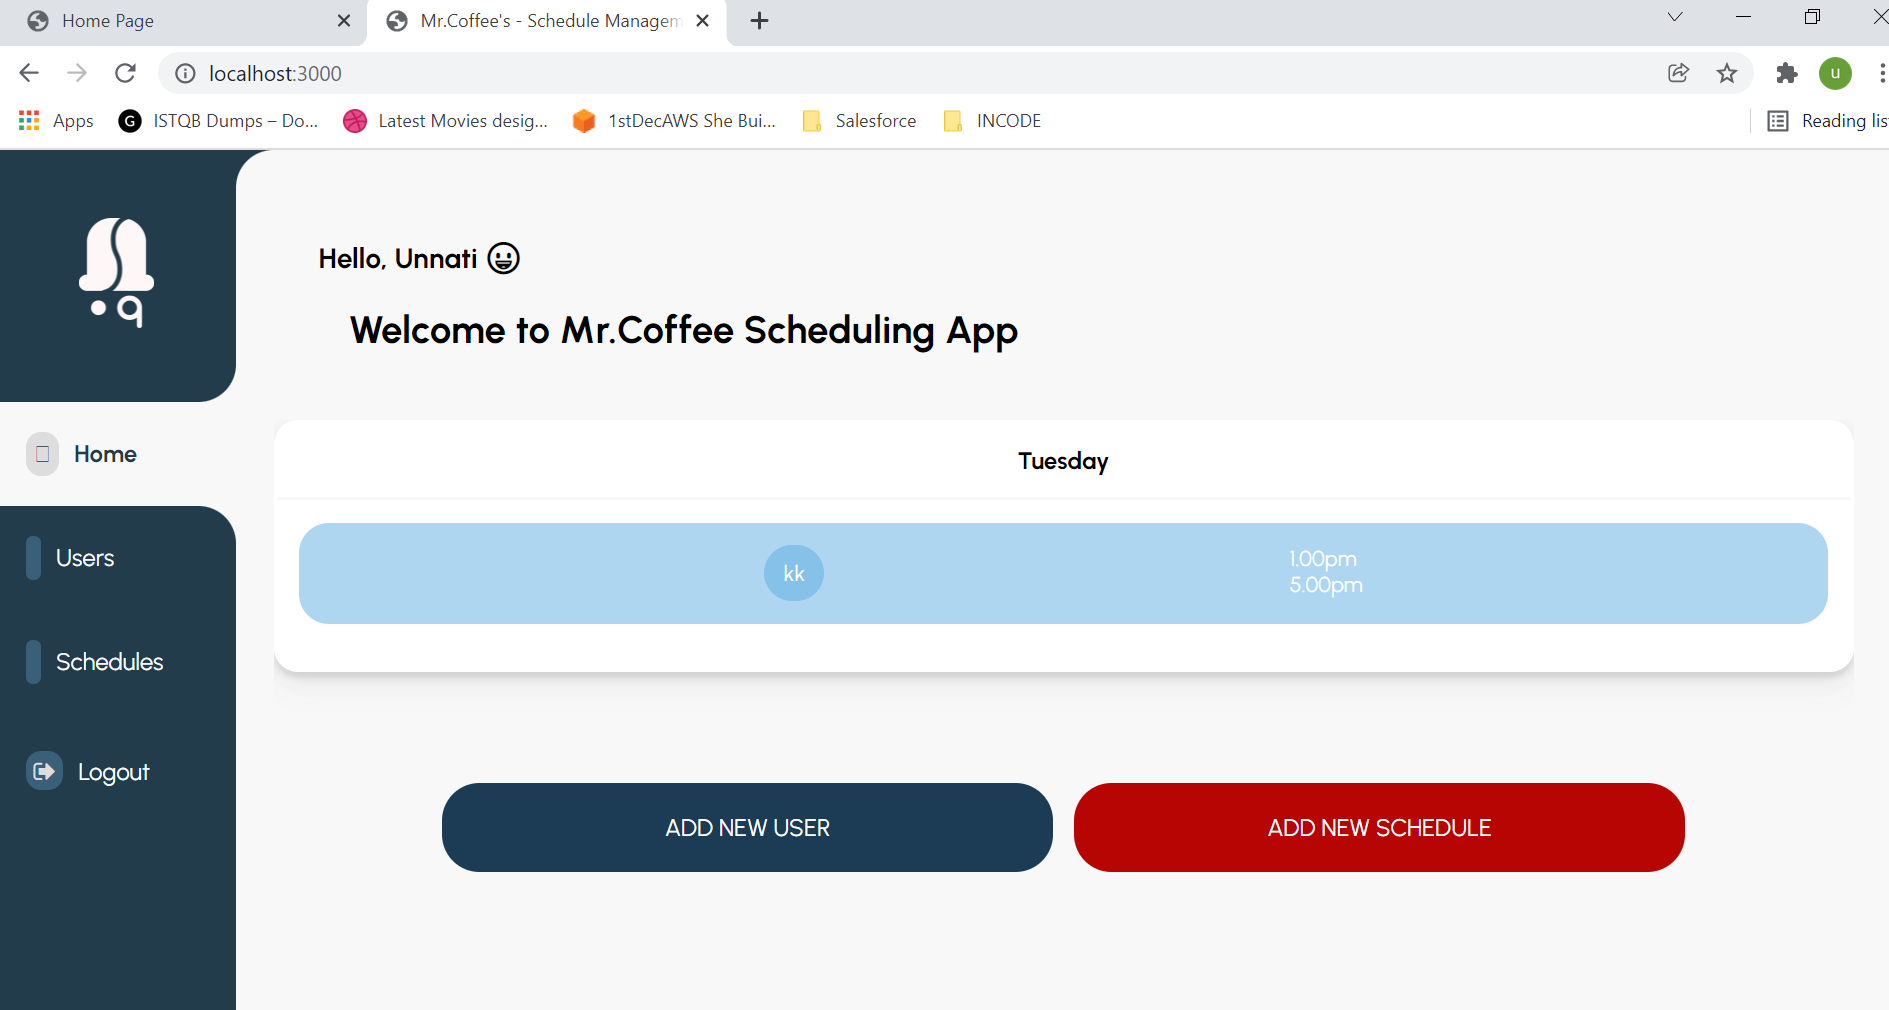 Home Page
Mr.Coffee's - Schedule Managem
localhost:3000
u
Apps
G
ISTQB Dumps – Do...
Latest Movies desig...
1stDecAWS She Bui...
Salesforce
INCODE
Reading lis
Hello, Unnati 😀
Welcome to Mr.Coffee Scheduling App
Home
Tuesday
Users
kk
1.00pm
5.00pm
Schedules
Logout
ADD NEW USER
ADD NEW SCHEDULE